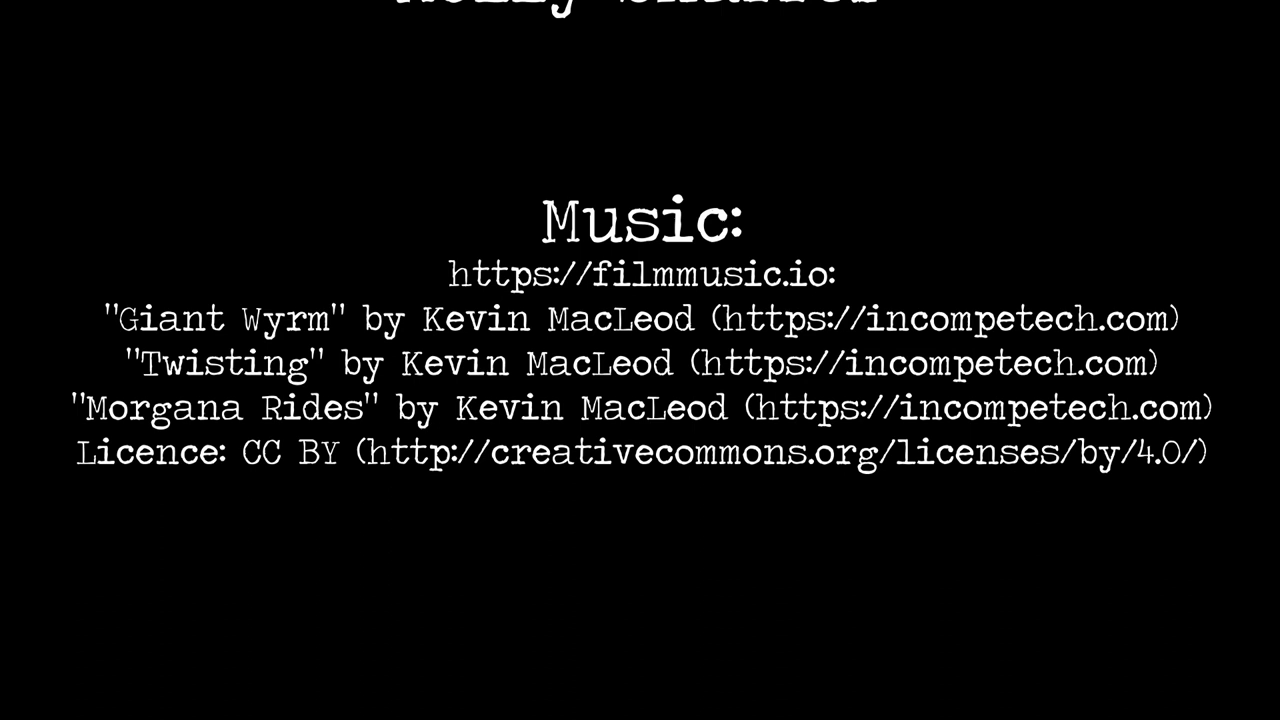 Music:
https://filmmusic.io:
"Giant Wyrm" by Kevin MacLeod (https://incompetech.com)
"Twisting" by Kevin MacLeod (https://incompetech.com)
"Morgana Rides" by Kevin MacLeod (https://incompetech.com)
Licence: CC BY (http://creativecommons.org/licenses/by/4.0/)